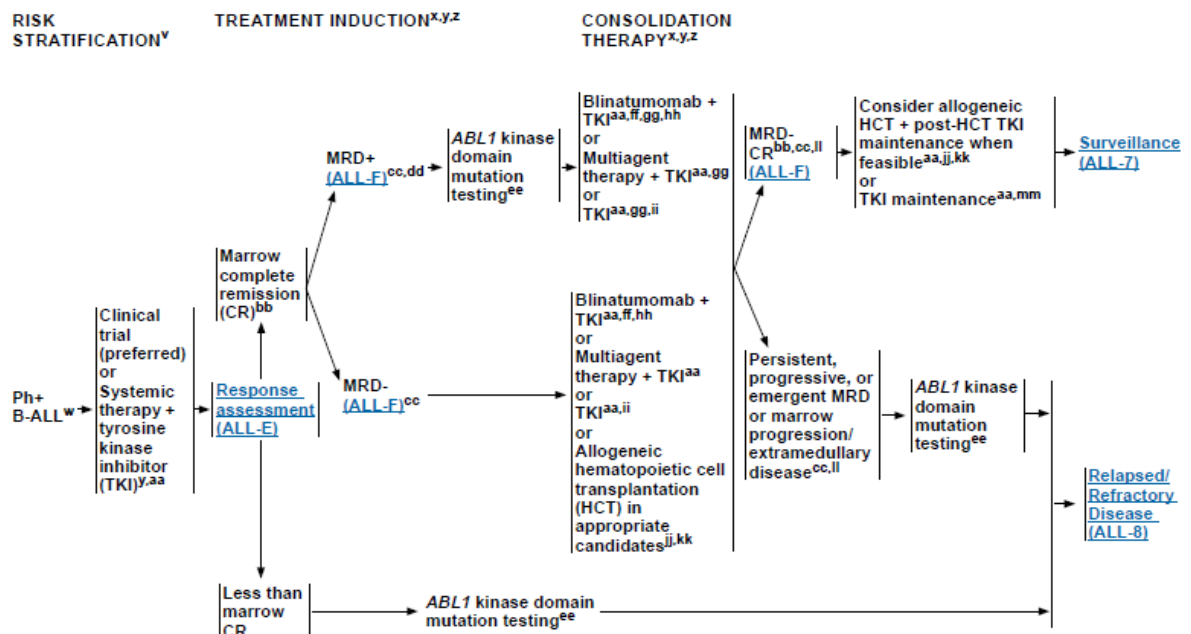 RISK
STRATIFICATIONv
TREATMENT INDUCTIONx,y,z
CONSOLIDATION
THERAPYx,y,z
Ph+
B-ALLw
Clinical
trial
(preferred)
or
Systemic
therapy +
tyrosine
kinase
inhibitor
(TKI)y,aa
Response
assessment
(ALL-E)
Marrow
complete
remission
(CR)bb
MRD+
(ALL-F)cc,dd
ABL1 kinase
domain
mutation
testingee
Blinatumomab +
TKIaa,ff,gg,hh
or
Multiagent
therapy + TKIaa,gg
or
TKIaa,gg,ii
MRD-
(ALL-F)cc
Blinatumomab +
TKIaa,ff,hh
or
Multiagent
therapy + TKIaa
or
TKIaa,ii
or
Allogeneic
hematopoietic cell
transplantation
(HCT) in
appropriate
candidatesjj,kk
MRD-
CRbb,cc,ll
(ALL-F)
Consider allogeneic
HCT + post-HCT TKI
maintenance when
feasibleaa,jj,kk
or
TKI maintenanceaa,mm
Surveillance
(ALL-7)
Persistent,
progressive, or
emergent MRD
or marrow
progression/
extramedullary
diseasecc,ll
ABL1 kinase
domain
mutation
testingee
Relapsed/
Refractory
Disease
(ALL-8)
Less than
marrow
CR
ABL1 kinase domain
mutation testingee